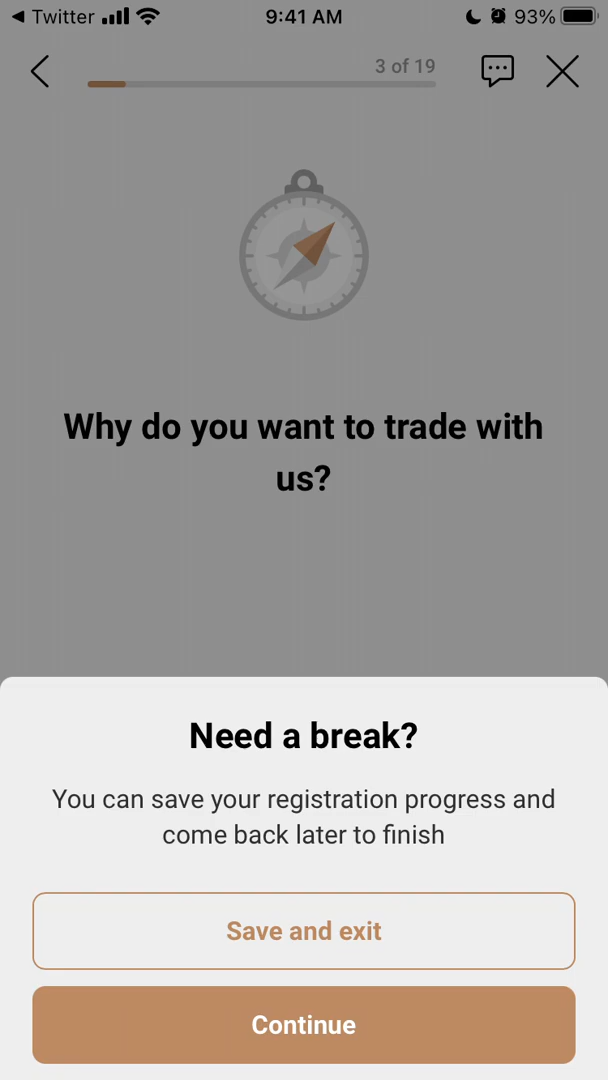 Twitter 9:41 AM 93%
3 of 19
Why do you want to trade with
us?
Need a break?
You can save your registration progress and
come back later to finish
Save and exit
Continue